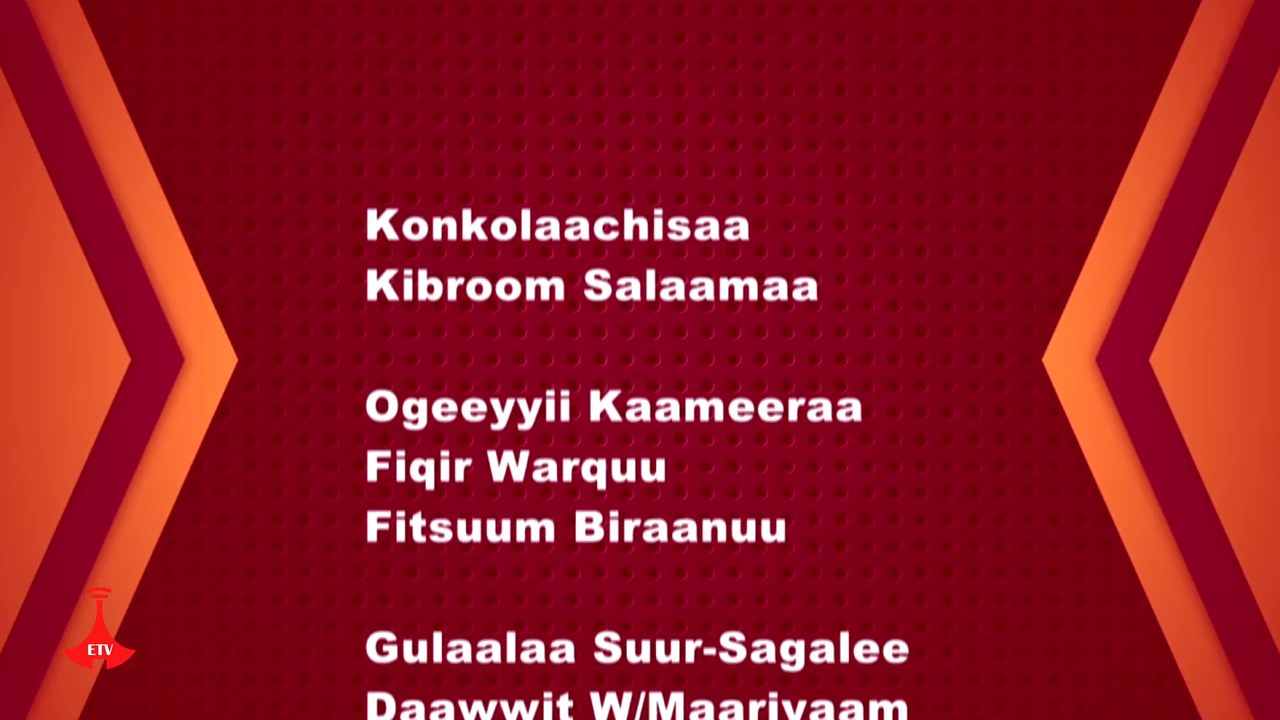 Konkolaachisaa
Kibroom Salaamaa
Ogeeyyii Kaameeraa
Fiqir Warquu
Fitsuum Biraanuu
Gulaalaa Suur-Sagalee
Daawwit W/Maariyaam
ETV